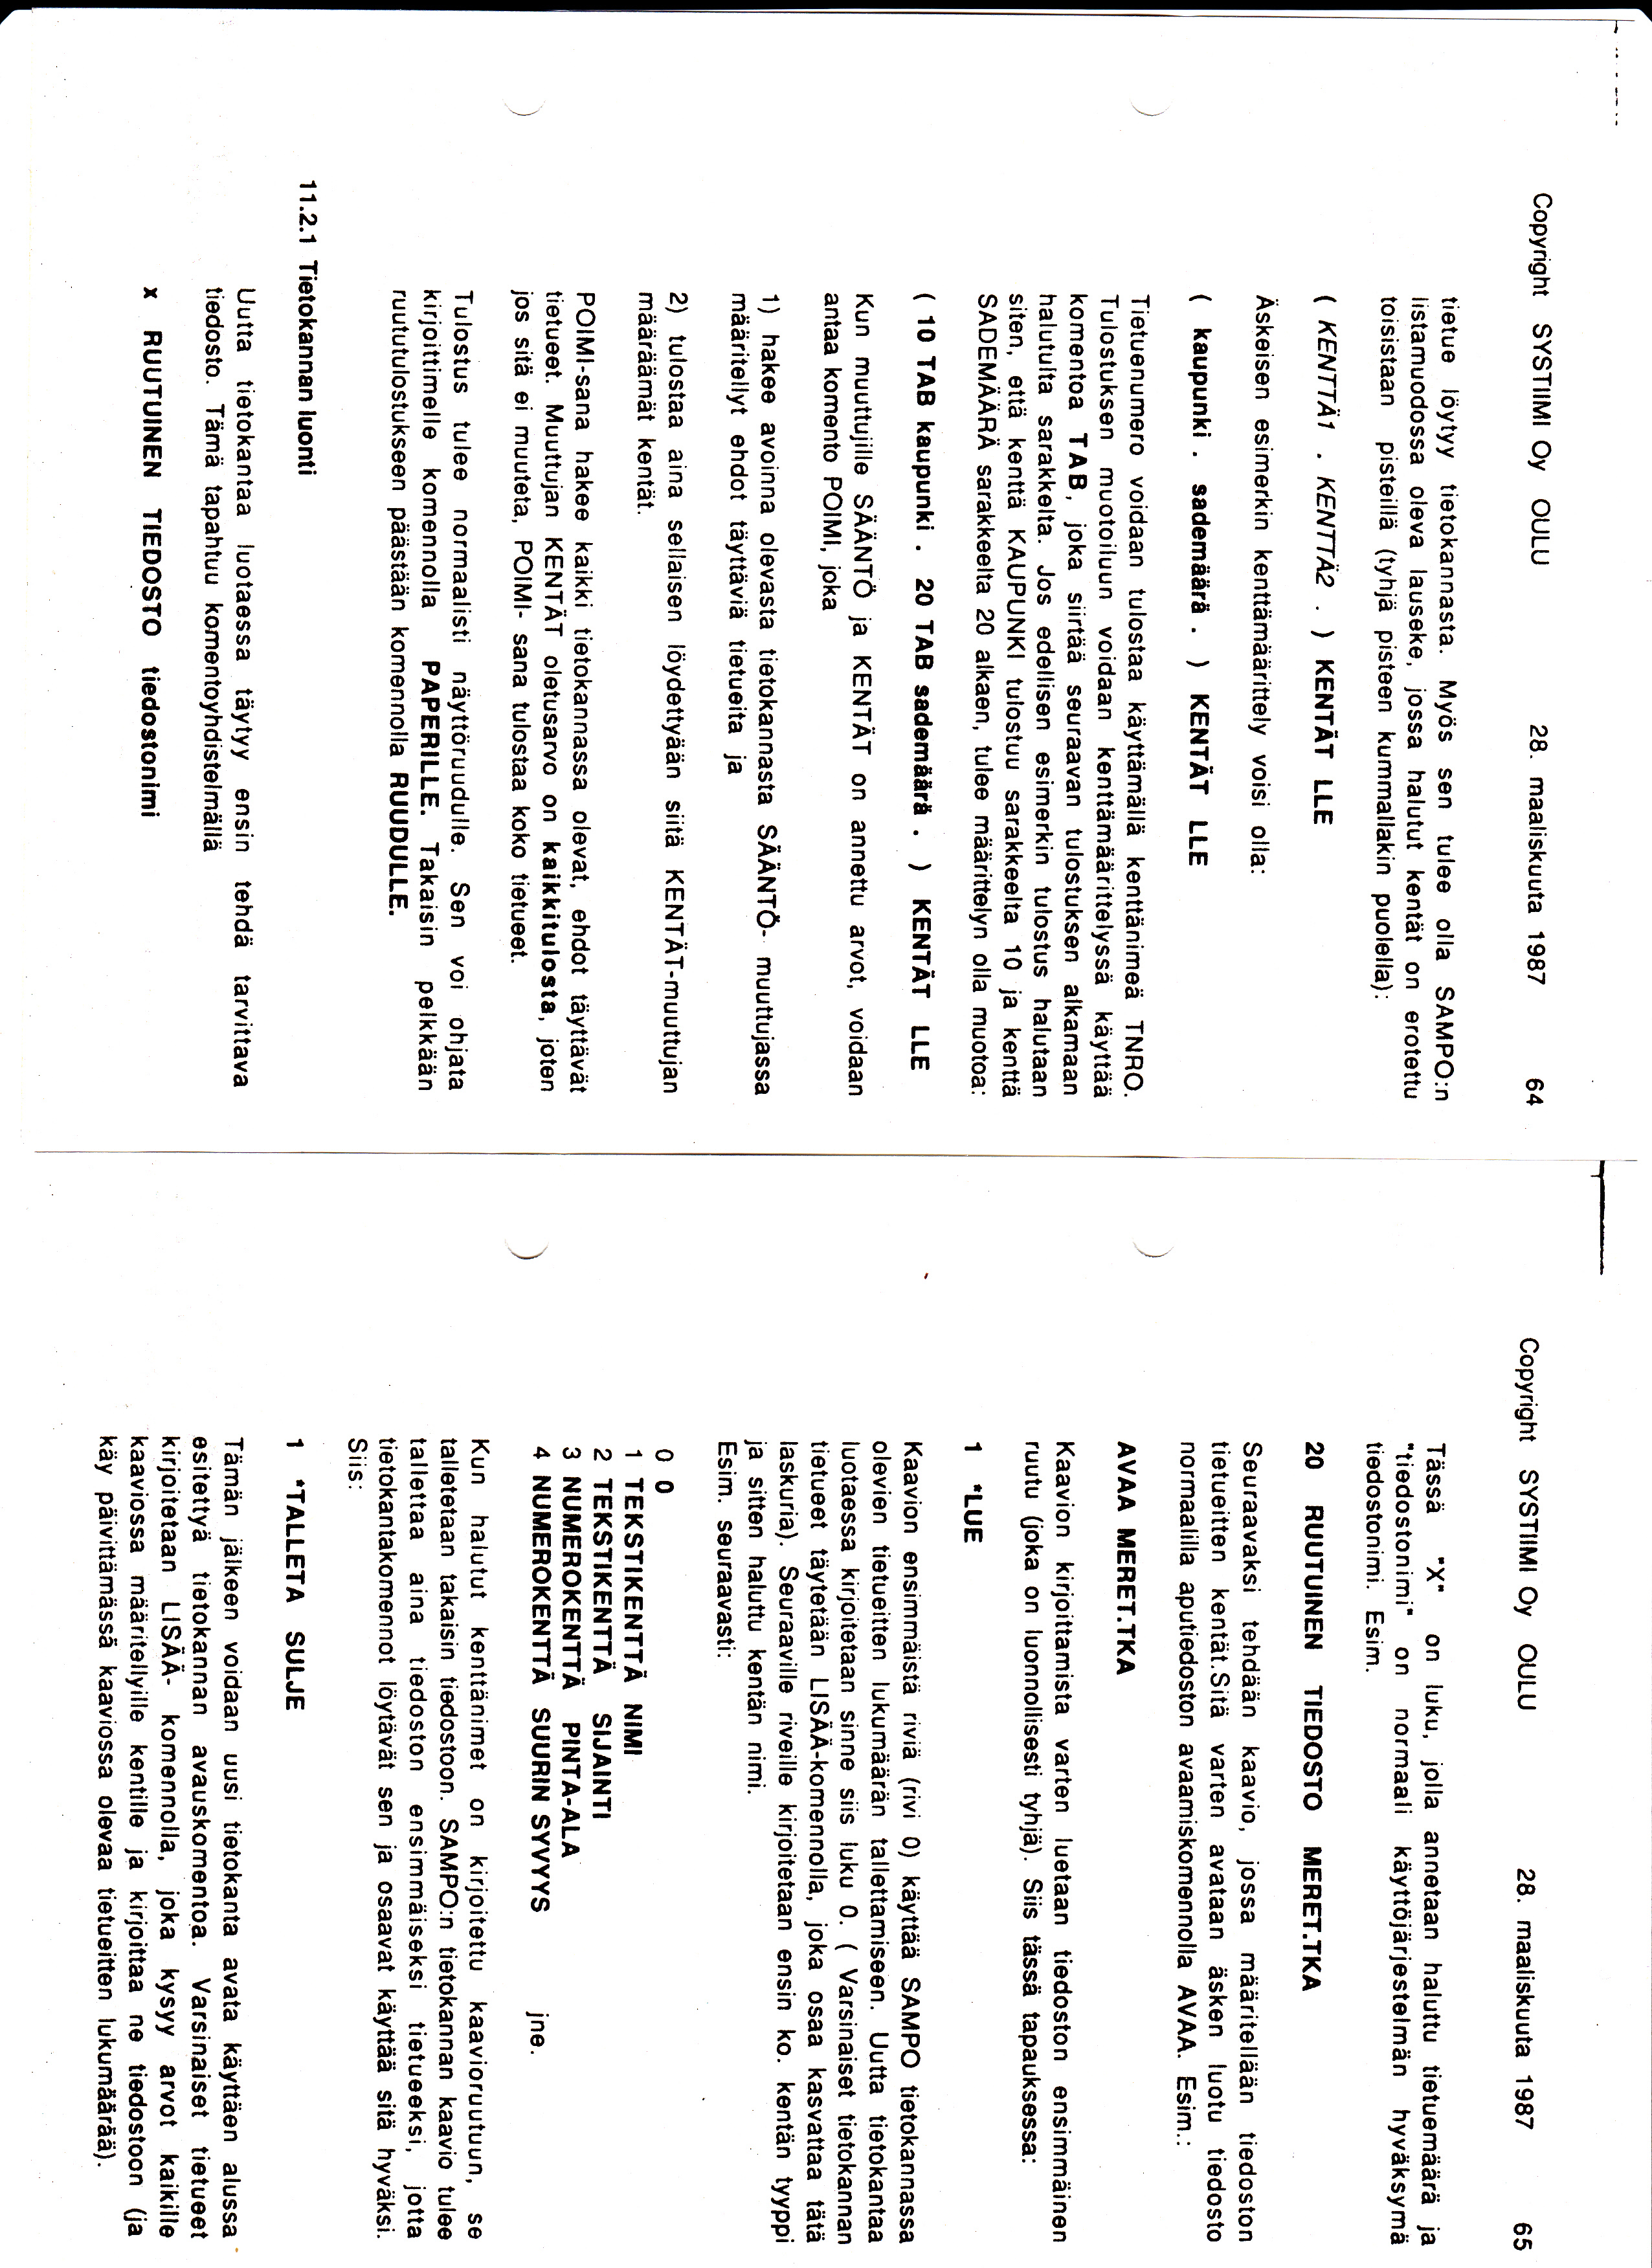 Copyright SYSTIIMI Oy OULU 28. maaliskuuta 1987 64
tietue löytyy tietokannasta. Myös sen tulee olla SAMPO:n
listamuodossa oleva lauseke, jossa halutut kentät on erotettu
toisistaan pisteillä (tyhjä pisteen kummallakin puolella):
( KENTTÄ1 . KENTTÄ2 . ) KENTÄT LLE
Äskeisen esimerkin kenttämäärittely voisi olla:
( kaupunki . sademäärä . ) KENTÄT LLE
Tietuenumero voidaan tulostaa käyttämällä kenttänimeä TNRO.
Tulostuksen muotoiluun voidaan kenttämäärittelyssä käyttää
komentoa TAB, joka siirtää seuraavan tulostuksen alkamaan
halutulta sarakkelta. Jos edellisen esimerkin tulostus halutaan
siten, että kenttä KAUPUNKI tulostuu sarakkeelta 10 ja kenttä
SADEMÄÄRÄ sarakkeelta 20 alkaen, tulee määrittelyn olla muotoa:
( 10 TAB kaupunki . 20 TAB sademäärä . ) KENTÄT LLE
Kun muuttujille SÄÄNTÖ ja KENTÄT on annettu arvot, voidaan
antaa komento POIMI, joka
1) hakee avoinna olevasta tietokannasta SÄÄNTÖ- muuttujassa
määritellyt ehdot täyttäviä tietueita ja
2) tulostaa aina sellaisen löydettyään siitä KENTÄT-muuttujan
määräämät kentät.
POIMI-sana hakee kaikki tietokannassa olevat, ehdot täyttävät
tietueet. Muuttujan KENTÄT oletusarvo on kaikkitulosta, joten
jos sitä ei muuteta, POIMI- sana tulostaa koko tietueet.
Tulostus tulee normaalisti näyttöruudulle. Sen voi ohjata
kirjoittimelle komennolla PAPERILLE. Takaisin pelkkään
ruututulostukseen päästään komennolla RUUDULLE.
11.2.1 Tietokannan luonti
Uutta tietokantaa luotaessa täytyy ensin tehdä tarvittava
tiedosto. Tämä tapahtuu komentoyhdistelmällä
x RUUTUINEN TIEDOSTO tiedostonimi
Copyright SYSTIIMI Oy OULU 28. maaliskuuta 1987 65
Tässä "X" on luku, jolla annetaan haluttu tietuemäärä ja
"tiedostonimi" on normaali käyttöjärjestelmän hyväksymä
tiedostonimi. Esim.
20 RUUTUINEN TIEDOSTO MERET.TKA
Seuraavaksi tehdään kaavio, jossa määritellään tiedoston
tietueitten kentät.Sitä varten avataan äsken luotu tiedosto
normaalilla aputiedoston avaamiskomennolla AVAA. Esim.:
AVAA MERET.TKA
Kaavion kirjoittamista varten luetaan tiedoston ensimmäinen
ruutu (joka on luonnollisesti tyhjä). Siis tässä tapauksessa:
1 *LUE
Kaavion ensimmäistä riviä (rivi 0) käyttää SAMPO tietokannassa
olevien tietueitten lukumäärän tallettamiseen. Uutta tietokantaa
luotaessa kirjoitetaan sinne siis luku 0. ( Varsinaiset tietokannan
tietueet täytetään LISÄÄ-komennolla, joka osaa kasvattaa tätä
laskuria). Seuraaville riveille kirjoitetaan ensin ko. kentän tyyppi
ja sitten haluttu kentän nimi.
Esim. seuraavasti:
0 0
1 TEKSTIKENTTÄ NIMI
2 TEKSTIKENTTÄ SIJAINTI
3 NUMEROKENTTÄ PINTA-ALA
4 NUMEROKENTTÄ SUURIN SYVYYS jne.
Kun halutut kenttänimet on kirjoitettu kaavioruutuun, se
talletetaan takaisin tiedostoon. SAMPO:n tietokannan kaavio tulee
tallettaa aina tiedoston ensimmäiseksi tietueeksi, jotta
tietokantakomennot löytävät sen ja osaavat käyttää sitä hyväksi.
Siis:
1 *TALLETA SULJE
Tämän jälkeen voidaan uusi tietokanta avata käyttäen alussa
esitettyä tietokannan avauskomentoa. Varsinaiset tietueet
kirjoitetaan LISÄÄ- komennolla, joka kysyy arvot kaikille
kaaviossa määritellyille kentille ja kirjoittaa ne tiedostoon (ja
käy päivittämässä kaaviossa olevaa tietueitten lukumäärää).